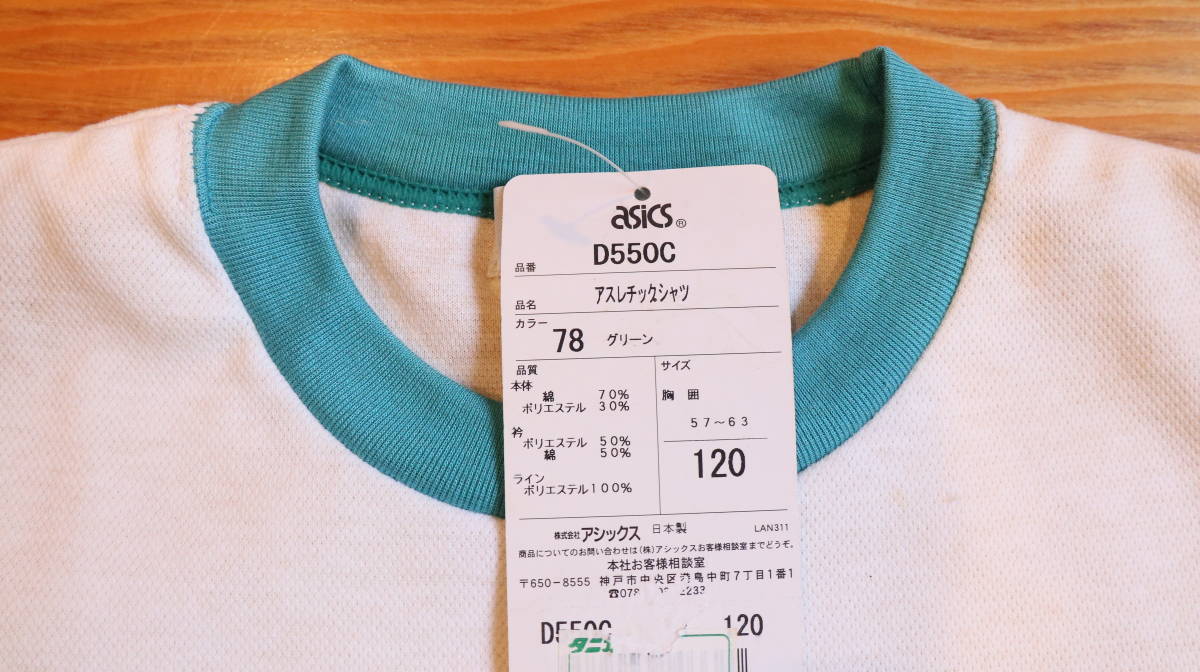 asics®
品番 D550C
品名 アスレチックシャツ
カラー 78 グリーン
品質
本体
綿 70%
ポリエステル 30%
衿
ポリエステル 50%
綿 50%
ライン
ポリエステル100%
サイズ
胸 囲
57〜63
120
株式会社アシックス 日本製 LAN311
商品についてのお問い合わせは(株)アシックスお客様相談室までどうぞ。
本社お客様相談室
〒650-8555 神戸市中央区港島中町7丁目1番1
☎078 2233
D550C 120